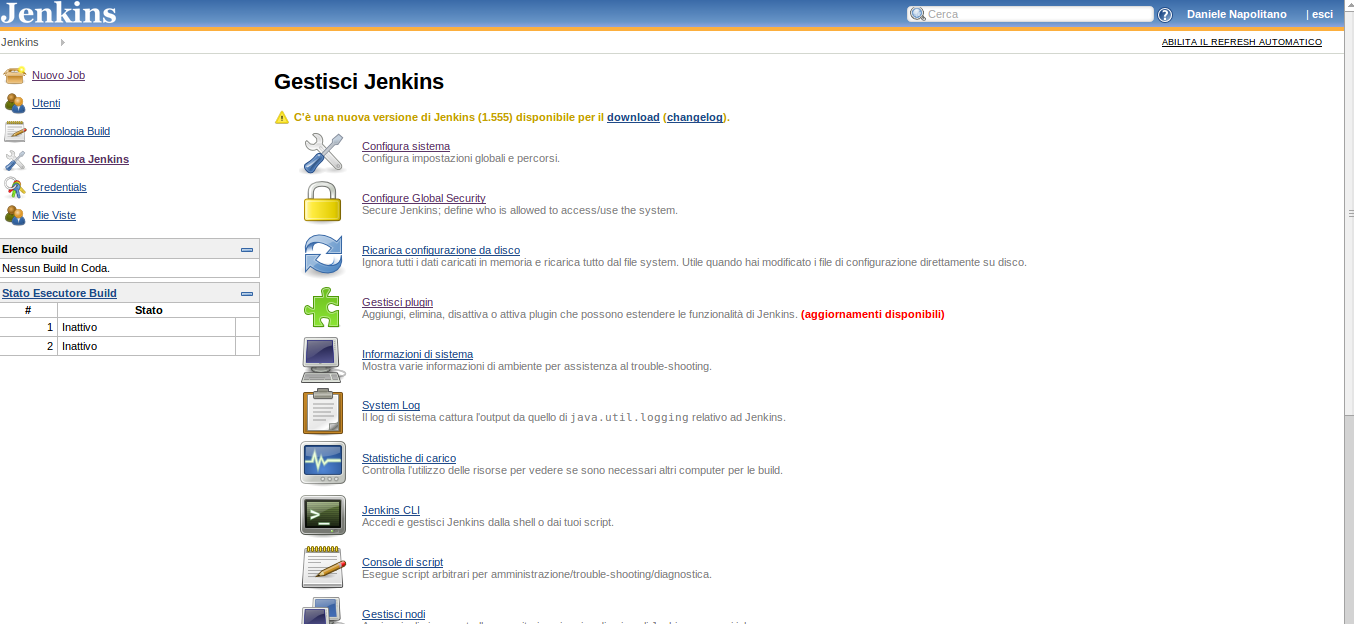 Jenkins
Cerca
?
Daniele Napolitano | esci
Jenkins
ABILITA IL REFRESH AUTOMATICO
Nuovo Job
Utenti
Cronologia Build
Configura Jenkins
Credentials
Mie Viste
Elenco build
Nessun Build In Coda.
Stato Esecutore Build
# Stato
1 Inattivo
2 Inattivo
Gestisci Jenkins
C'è una nuova versione di Jenkins (1.555) disponibile per il download (changelog).
Configura sistema
Configura impostazioni globali e percorsi.
Configure Global Security
Secure Jenkins; define who is allowed to access/use the system.
Ricarica configurazione da disco
Ignora tutti i dati caricati in memoria e ricarica tutto dal file system. Utile quando hai modificato i file di configurazione direttamente su disco.
Gestisci plugin
Aggiungi, elimina, disattiva o attiva plugin che possono estendere le funzionalità di Jenkins. (aggiornamenti disponibili)
Informazioni di sistema
Mostra varie informazioni di ambiente per assistenza al trouble-shooting.
System Log
Il log di sistema cattura l'output da quello di java.util.logging relativo ad Jenkins.
Statistiche di carico
Controlla l'utilizzo delle risorse per vedere se sono necessari altri computer per le build.
Jenkins CLI
Accedi e gestisci Jenkins dalla shell o dai tuoi script.
Console di script
Esegue script arbitrari per amministrazione/trouble-shooting/diagnostica.
Gestisci nodi